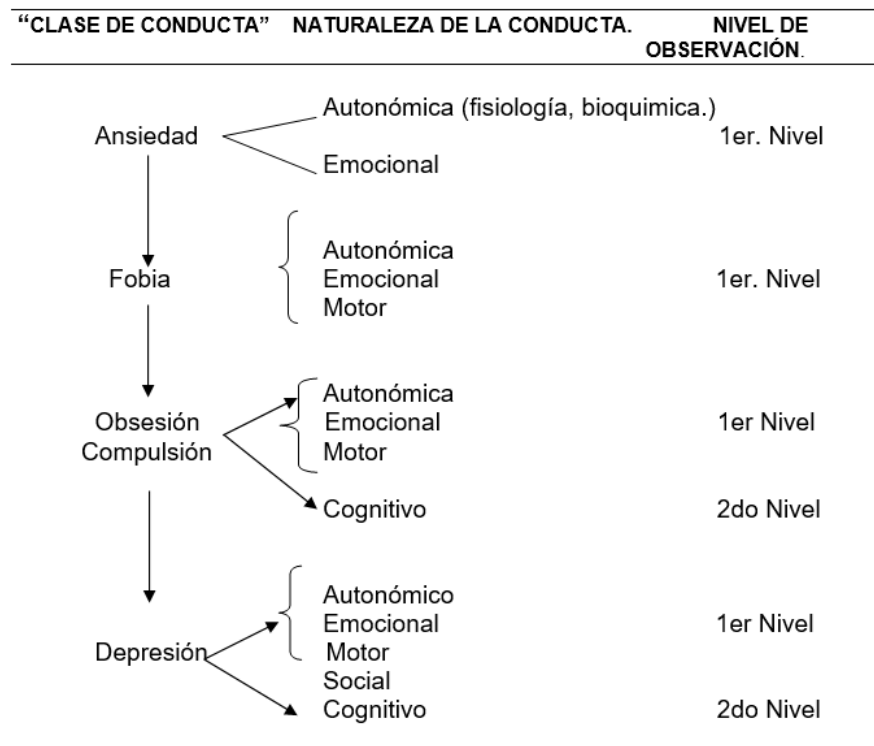 “CLASE DE CONDUCTA” NATURALEZA DE LA CONDUCTA. NIVEL DE
OBSERVACIÓN.
Autonómica (fisiología, bioquimica.)
Ansiedad 1er. Nivel
Emocional
Autonómica
Fobia Emocional 1er. Nivel
Motor
Autonómica
Obsesión Emocional 1er Nivel
Compulsión Motor
Cognitivo 2do Nivel
Autonómico
Emocional 1er Nivel
Depresión Motor
Social
Cognitivo 2do Nivel